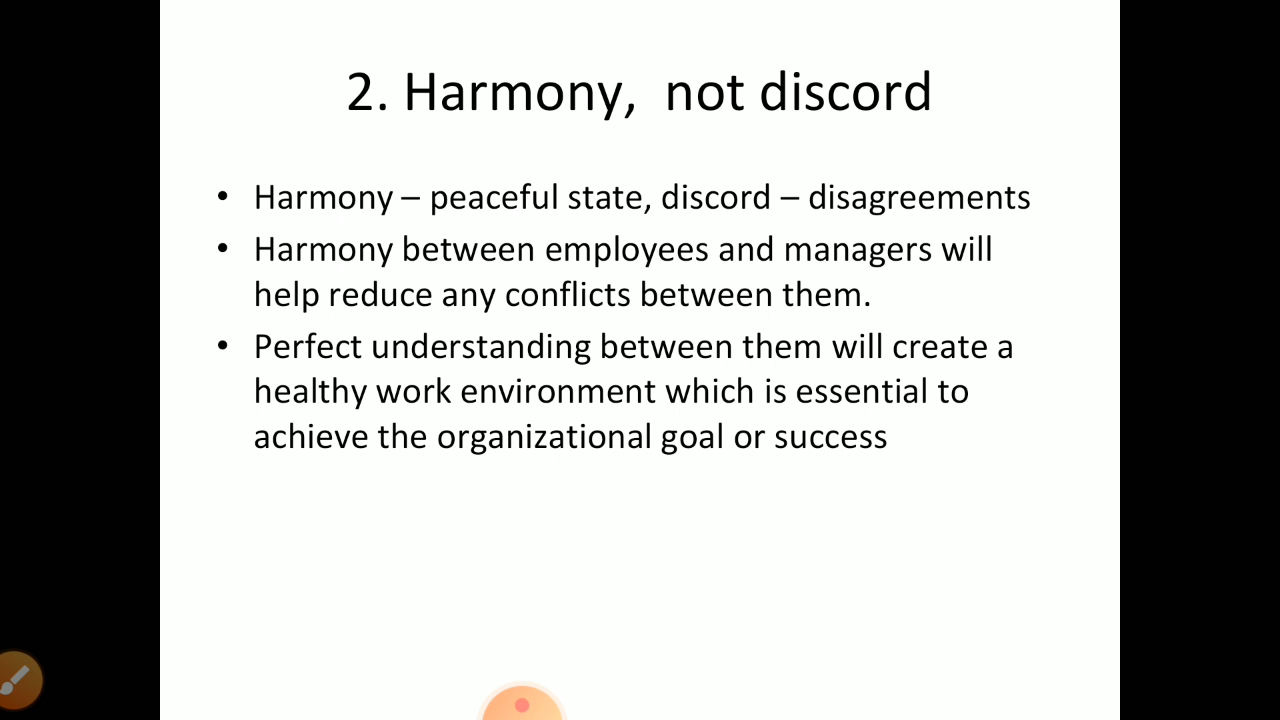 2. Harmony,  not discord
• Harmony – peaceful state, discord – disagreements
• Harmony between employees and managers will
help reduce any conflicts between them.
• Perfect understanding between them will create a
healthy work environment which is essential to
achieve the organizational goal or success